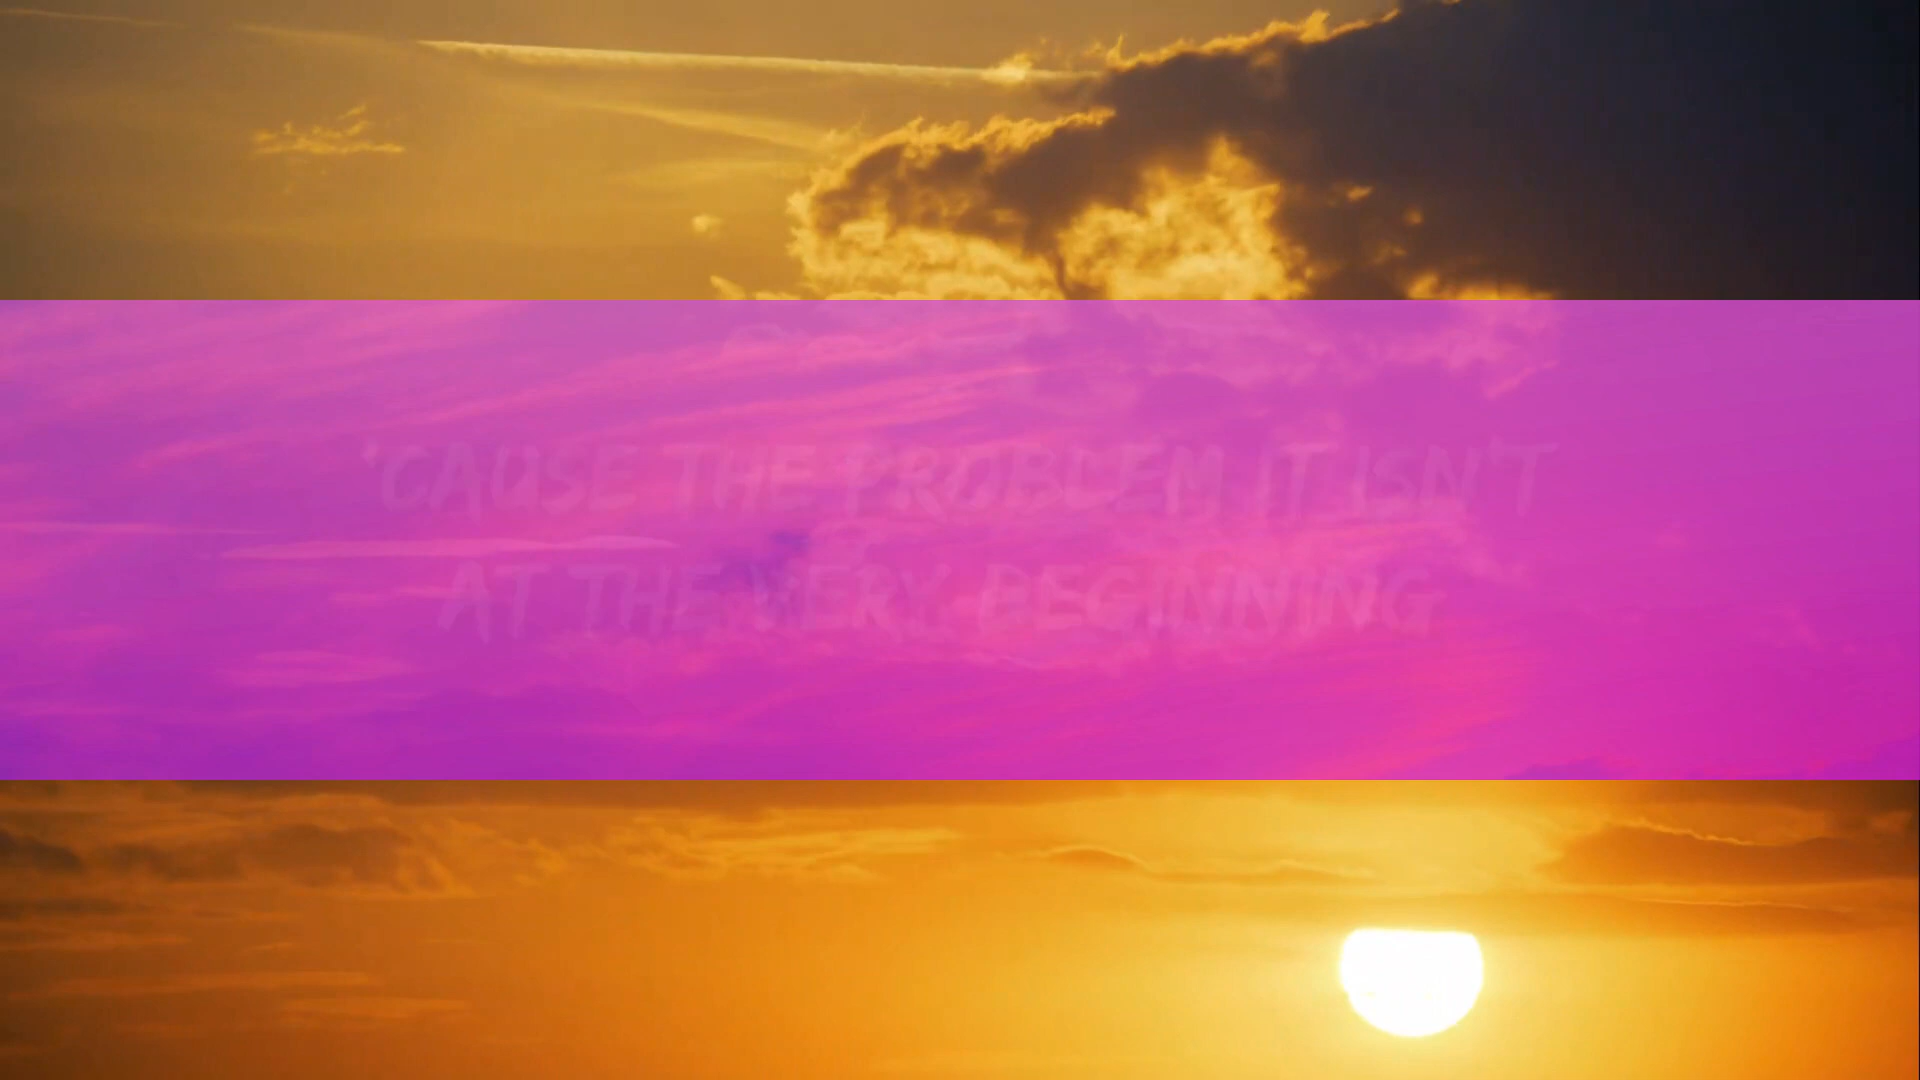 'CAUSE THE PROBLEM IT ISN'T
AT THE VERY BEGINNING